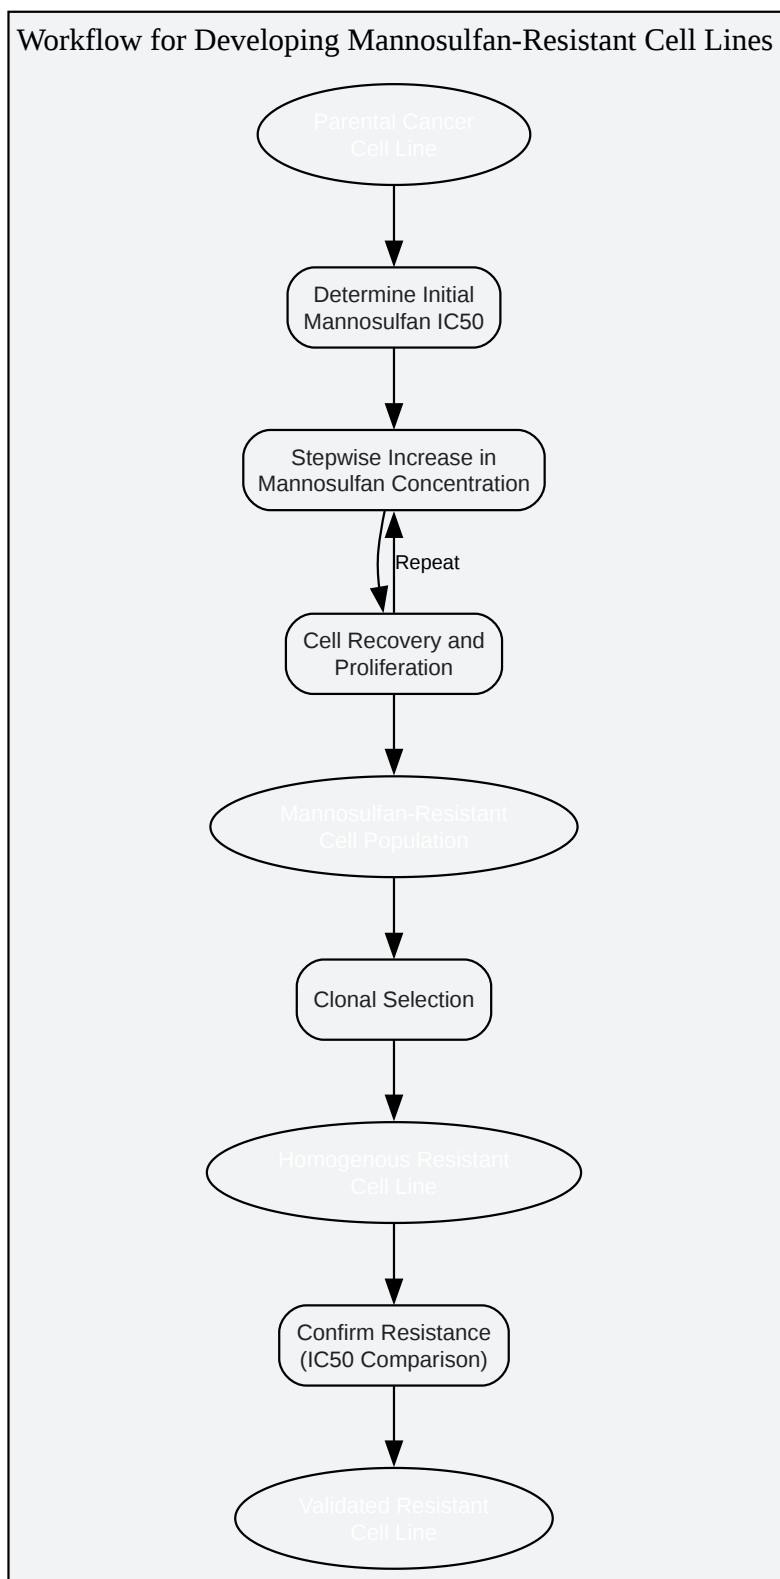 Workflow for Developing Mannosulfan-Resistant Cell Lines
Parental Cancer
Cell Line
Determine Initial
Mannosulfan IC50
Stepwise Increase in
Mannosulfan Concentration
Repeat
Cell Recovery and
Proliferation
Mannosulfan-Resistant
Cell Population
Clonal Selection
Homogenous Resistant
Cell Line
Confirm Resistance
(IC50 Comparison)
Validated Resistant
Cell Line